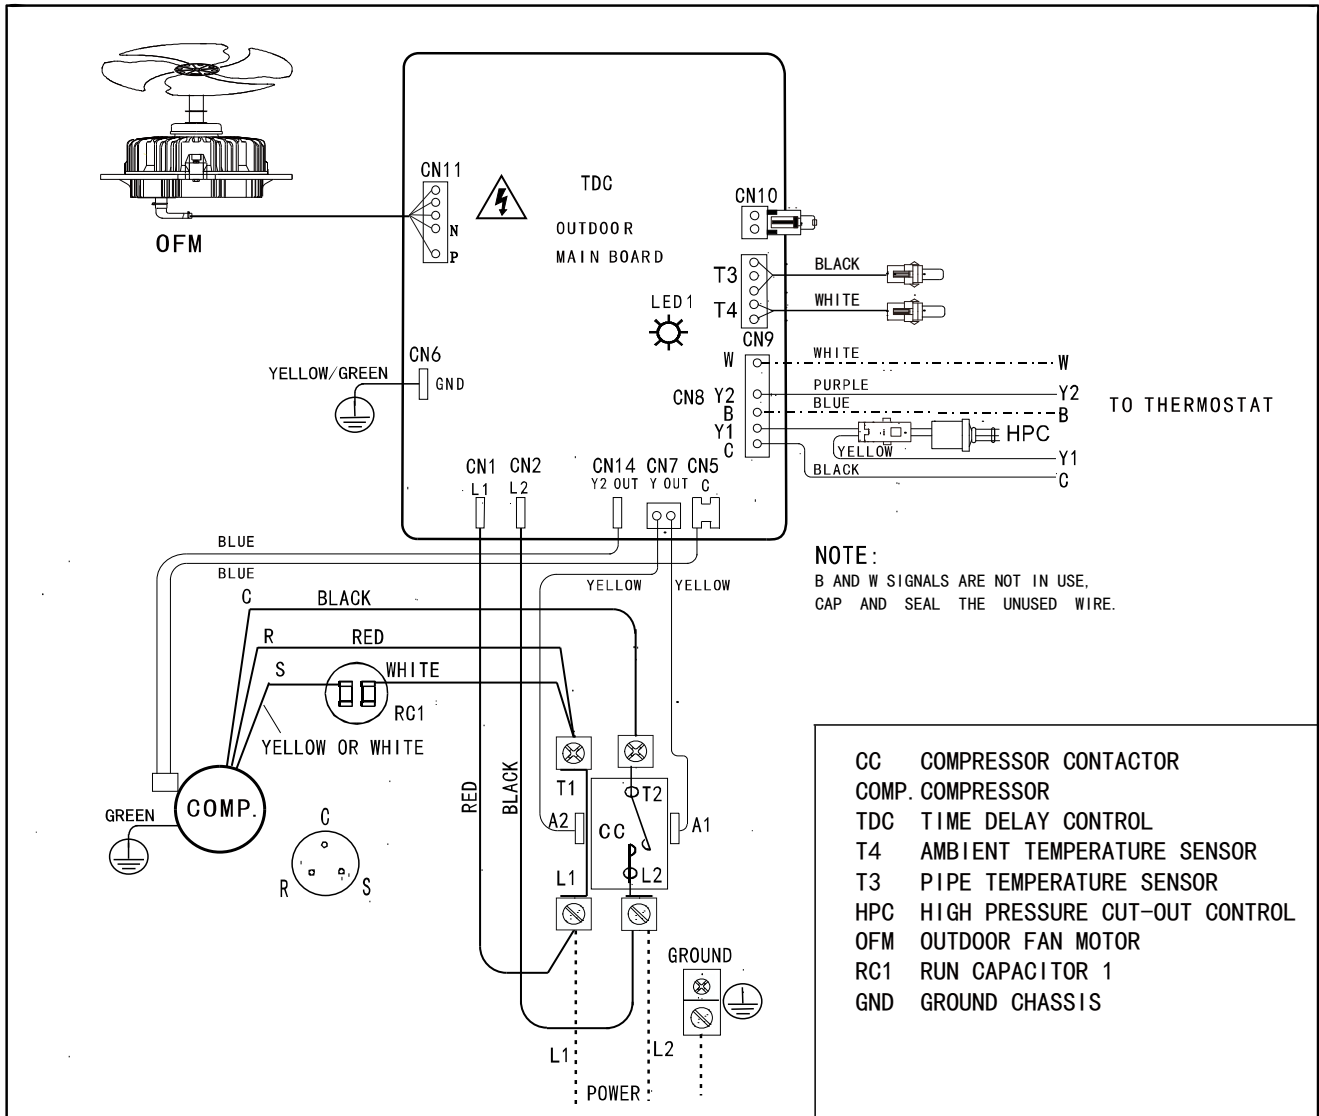 OFM
CN11
N
P
TDC
OUTDOOR
MAIN BOARD
LED1
CN10
T3
T4
CN9
BLACK
WHITE
CN6
GND
YELLOW/GREEN
W
CN8 Y2
B
Y1
C
WHITE
PURPLE
BLUE
YELLOW
BLACK
HPC
W
Y2
B
Y1
C
TO THERMOSTAT
CN1
L1
CN2
L2
CN14
Y2 OUT
CN7
Y OUT
CN5
C
BLUE
BLUE
YELLOW
YELLOW
C
BLACK
R
RED
S
WHITE
RC1
YELLOW OR WHITE
COMP.
GREEN
C
R
S
RED
BLACK
T1
T2
A2
CC
A1
L1
L2
GROUND
L1
L2
POWER
NOTE:
B AND W SIGNALS ARE NOT IN USE,
CAP AND SEAL THE UNUSED WIRE.
CC COMPRESSOR CONTACTOR
COMP. COMPRESSOR
TDC TIME DELAY CONTROL
T4 AMBIENT TEMPERATURE SENSOR
T3 PIPE TEMPERATURE SENSOR
HPC HIGH PRESSURE CUT-OUT CONTROL
OFM OUTDOOR FAN MOTOR
RC1 RUN CAPACITOR 1
GND GROUND CHASSIS